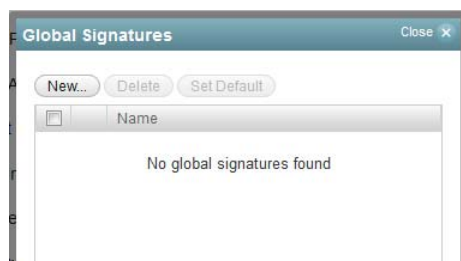 Global Signatures Close x
New... Delete Set Default
Name
No global signatures found